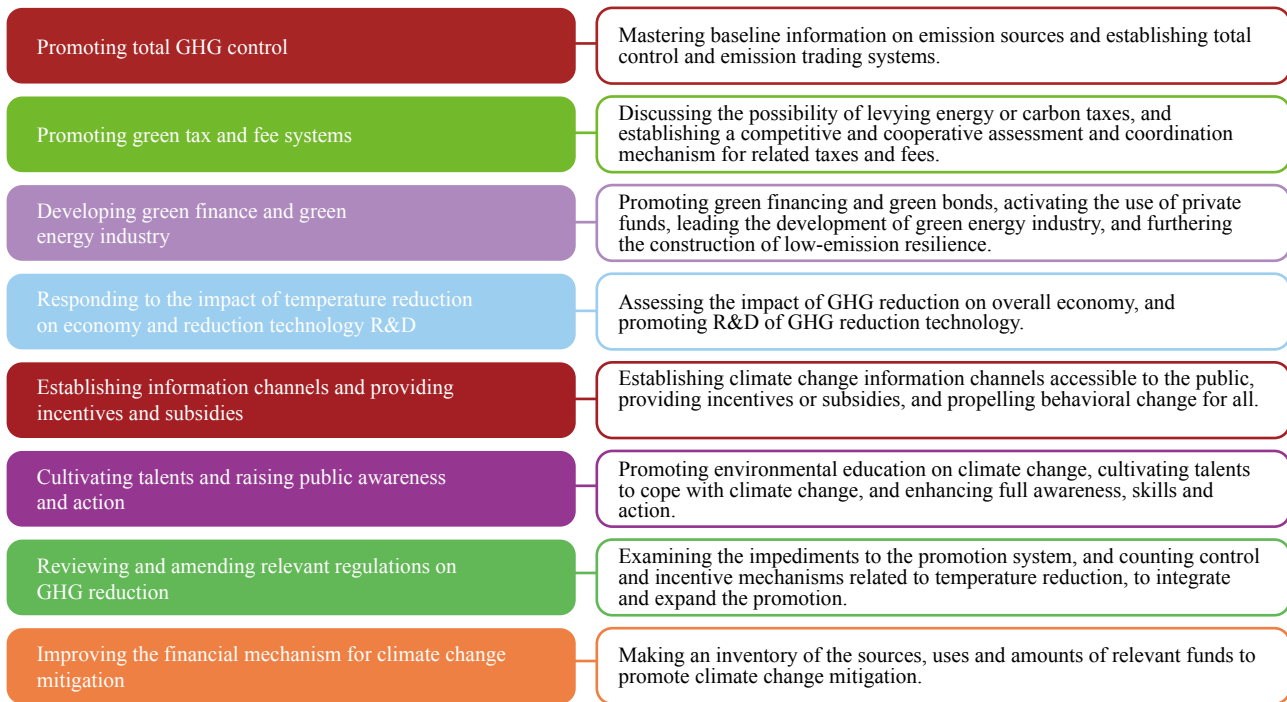 Promoting total GHG control
Mastering baseline information on emission sources and establishing total
control and emission trading systems.
Promoting green tax and fee systems
Discussing the possibility of levying energy or carbon taxes, and
establishing a competitive and cooperative assessment and coordination
mechanism for related taxes and fees.
Developing green finance and green
energy industry
Promoting green financing and green bonds, activating the use of private
funds, leading the development of green energy industry, and furthering
the construction of low-emission resilience.
Responding to the impact of temperature reduction
on economy and reduction technology R&D
Assessing the impact of GHG reduction on overall economy, and
promoting R&D of GHG reduction technology.
Establishing information channels and providing
incentives and subsidies
Establishing climate change information channels accessible to the public,
providing incentives or subsidies, and propelling behavioral change for all.
Cultivating talents and raising public awareness
and action
Promoting environmental education on climate change, cultivating talents
to cope with climate change, and enhancing full awareness, skills and
action.
Reviewing and amending relevant regulations on
GHG reduction
Examining the impediments to the promotion system, and counting control
and incentive mechanisms related to temperature reduction, to integrate
and expand the promotion.
Improving the financial mechanism for climate change
mitigation
Making an inventory of the sources, uses and amounts of relevant funds to
promote climate change mitigation.